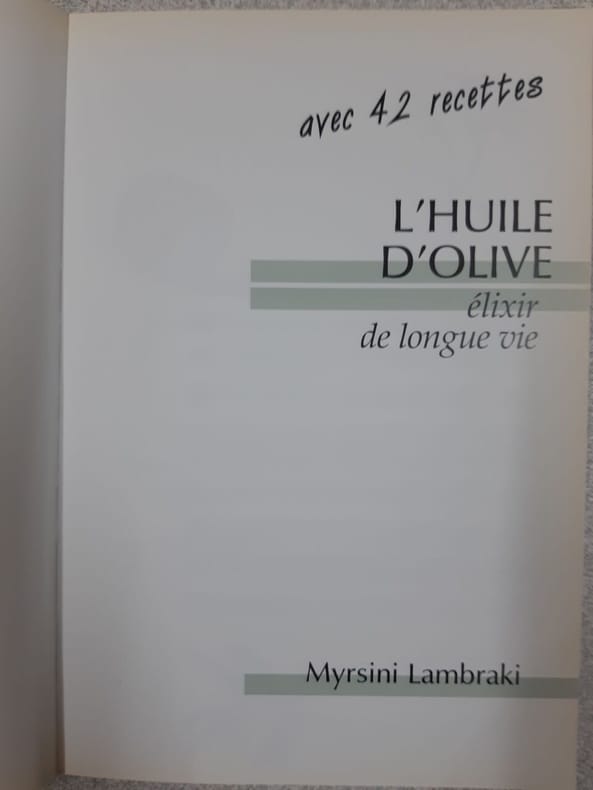 avec 42 recettes
L'HUILE
D'OLIVE
élixir
de longue vie
Myrsini Lambraki